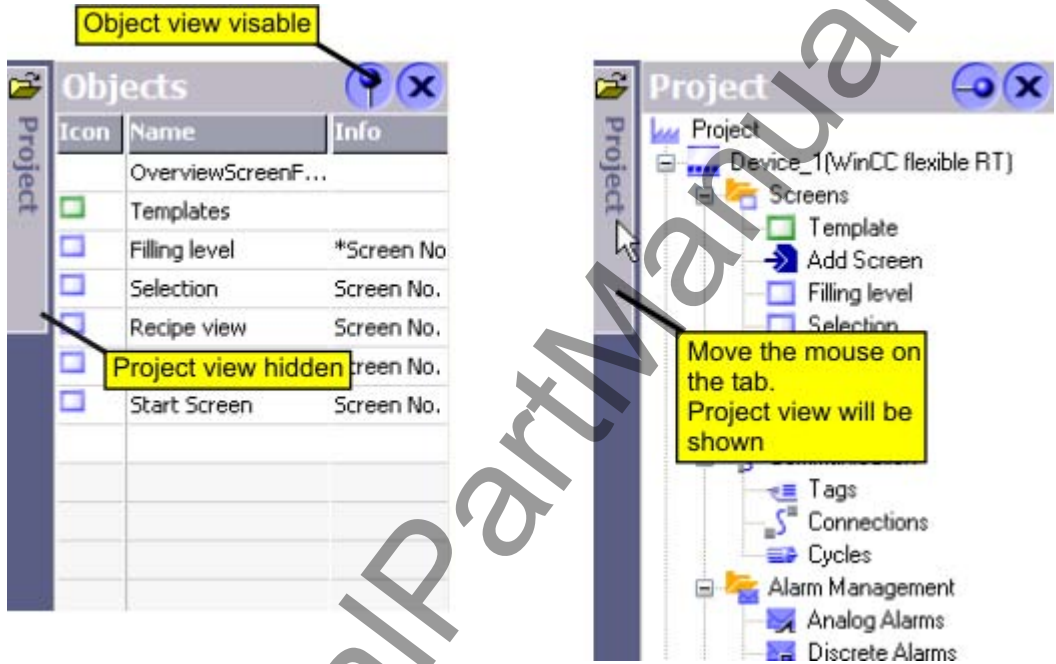 Object view visable
Objects
Project
Icon Name Info
OverviewScreenF...
Templates
Filling level *Screen No
Selection Screen No.
Recipe view Screen No.
Project view hidden
creen No.
Start Screen Screen No.
Project
Project
Project
Device_1(WinCC flexible RT)
Screens
Template
Add Screen
Filling level
Selection
Move the mouse on
the tab.
Project view will be
shown
Communication
Tags
Connections
Cycles
Alarm Management
Analog Alarms
Discrete Alarms